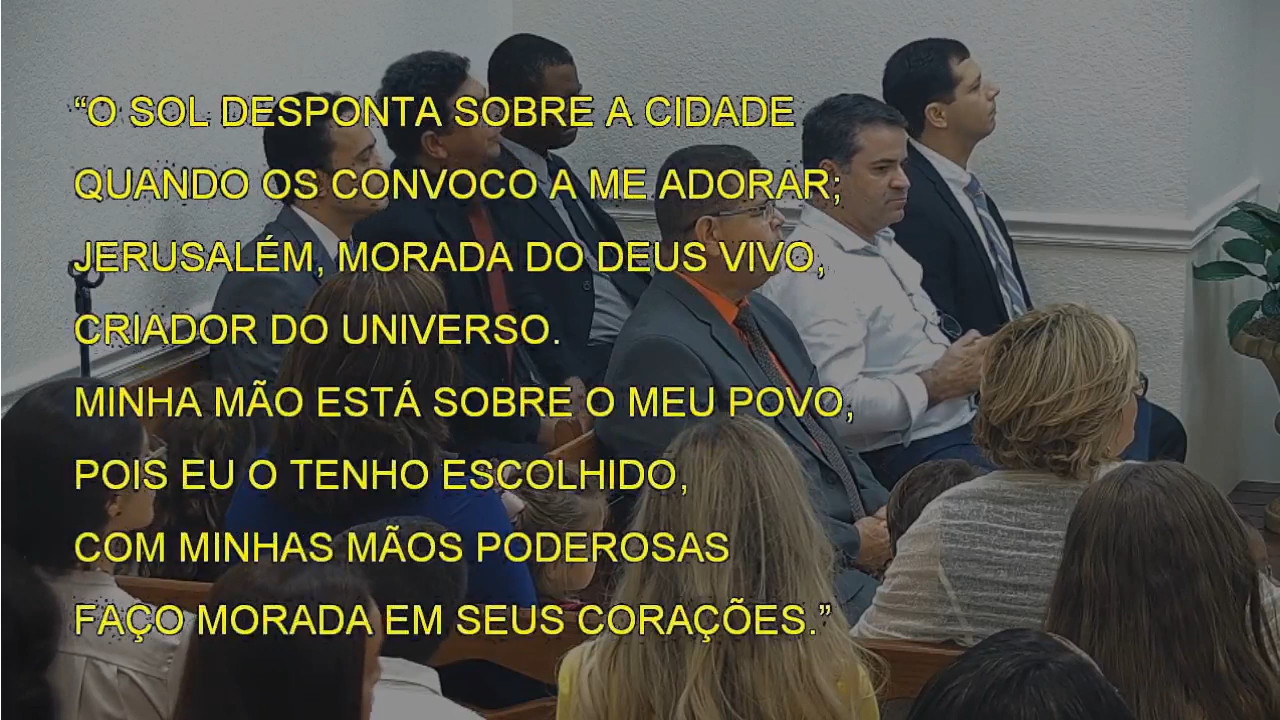 “O SOL DESPONTA SOBRE A CIDADE
QUANDO OS CONVOCO A ME ADORAR;
JERUSALÉM, MORADA DO DEUS VIVO,
CRIADOR DO UNIVERSO.
MINHA MÃO ESTÁ SOBRE O MEU POVO,
POIS EU O TENHO ESCOLHIDO,
COM MINHAS MÃOS PODEROSAS
FAÇO MORADA EM SEUS CORAÇÕES.”